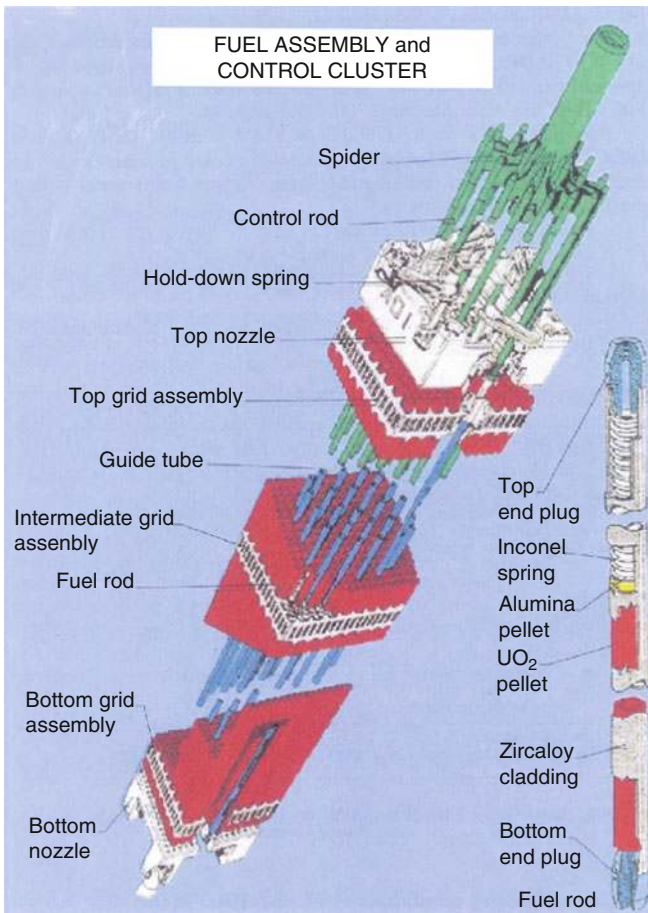 FUEL ASSEMBLY and
CONTROL CLUSTER
Spider
Control rod
Hold-down spring
Top nozzle
Top grid assembly
Guide tube
Intermediate grid
assenbly
Fuel rod
Bottom grid
assembly
Bottom
nozzle
Top
end plug
Inconel
spring
Alumina
pellet
UO₂
pellet
Zircaloy
cladding
Bottom
end plug
Fuel rod